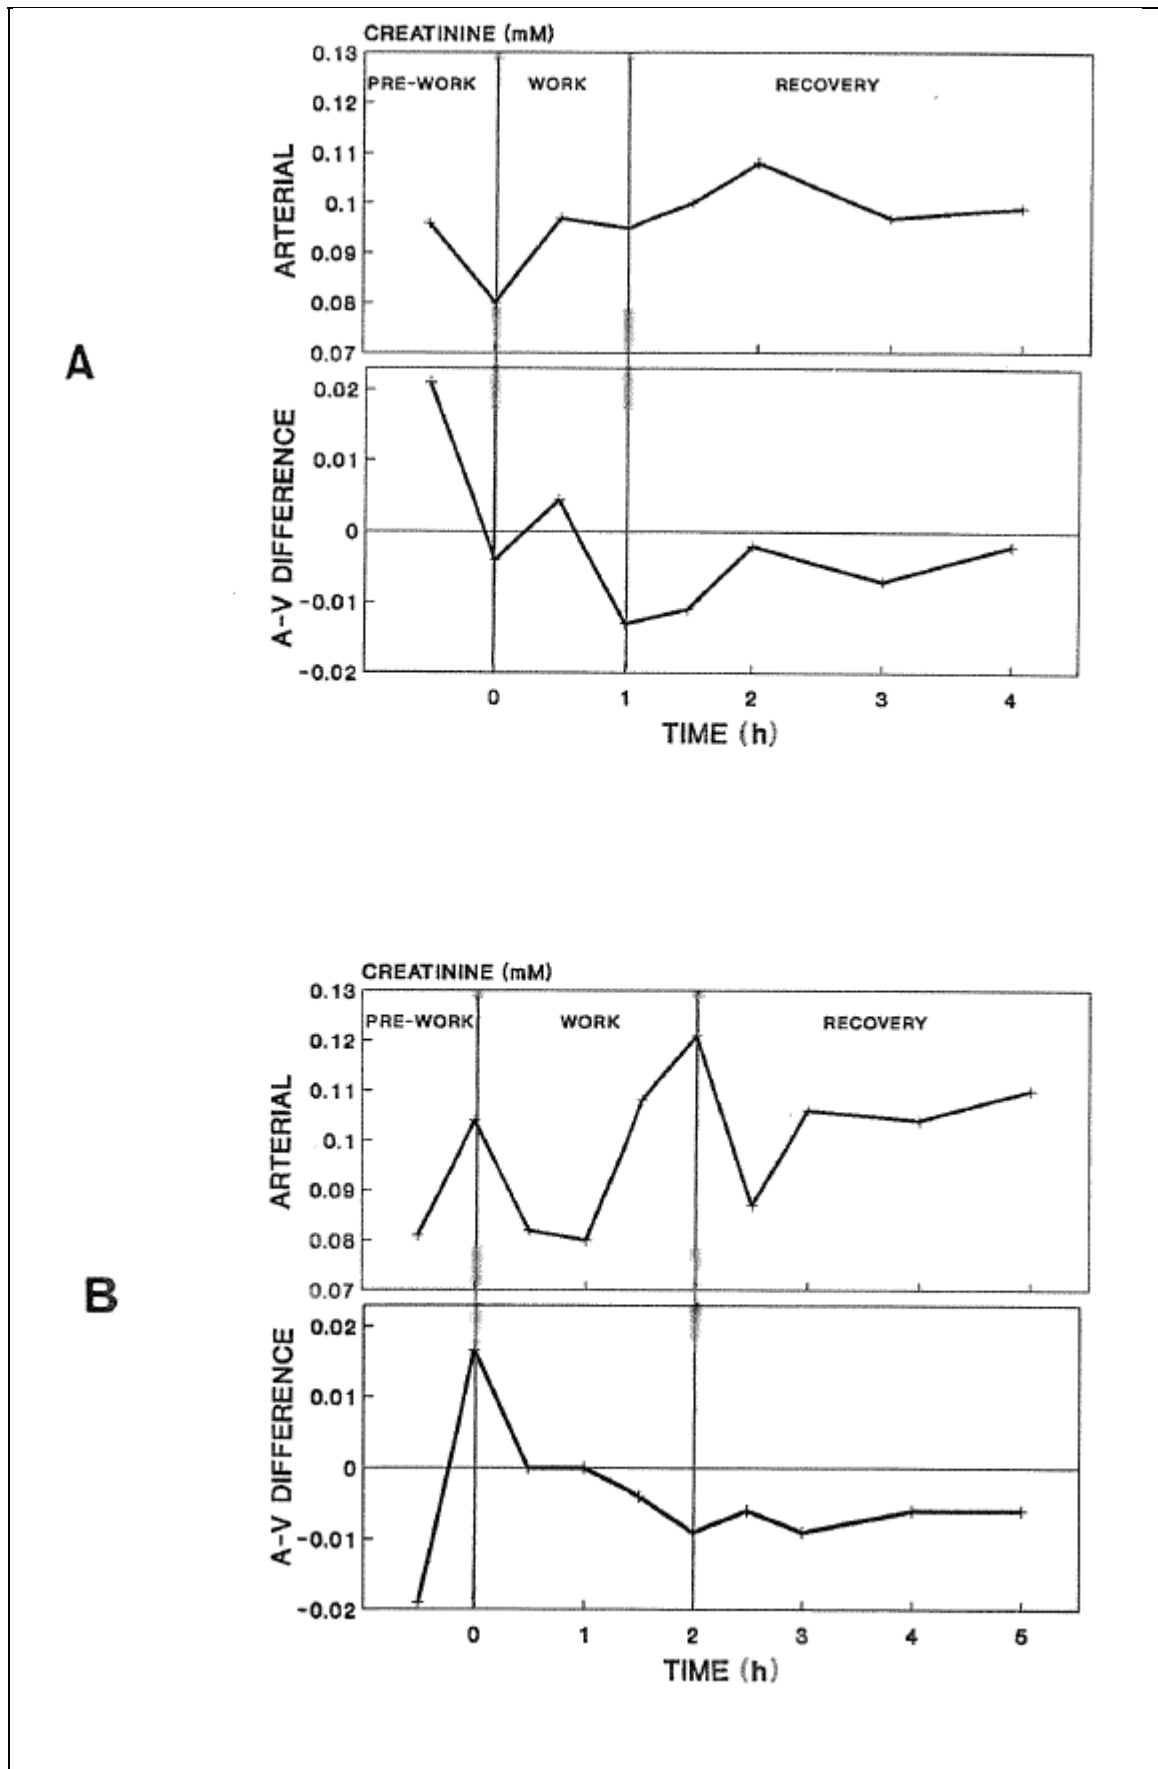 CREATININE (mM)
0.13
PRE-WORK WORK RECOVERY
0.12
0.11
0.1
0.09
0.08
0.07
ARTERIAL
A
0.02
0.01
0
-0.01
-0.02
A-V DIFFERENCE
0 1 2 3 4
TIME (h)
CREATININE (mM)
0.13
PRE-WORK WORK RECOVERY
0.12
0.11
0.1
0.09
0.08
0.07
ARTERIAL
B
0.02
0.01
0
-0.01
-0.02
A-V DIFFERENCE
0 1 2 3 4 5
TIME (h)